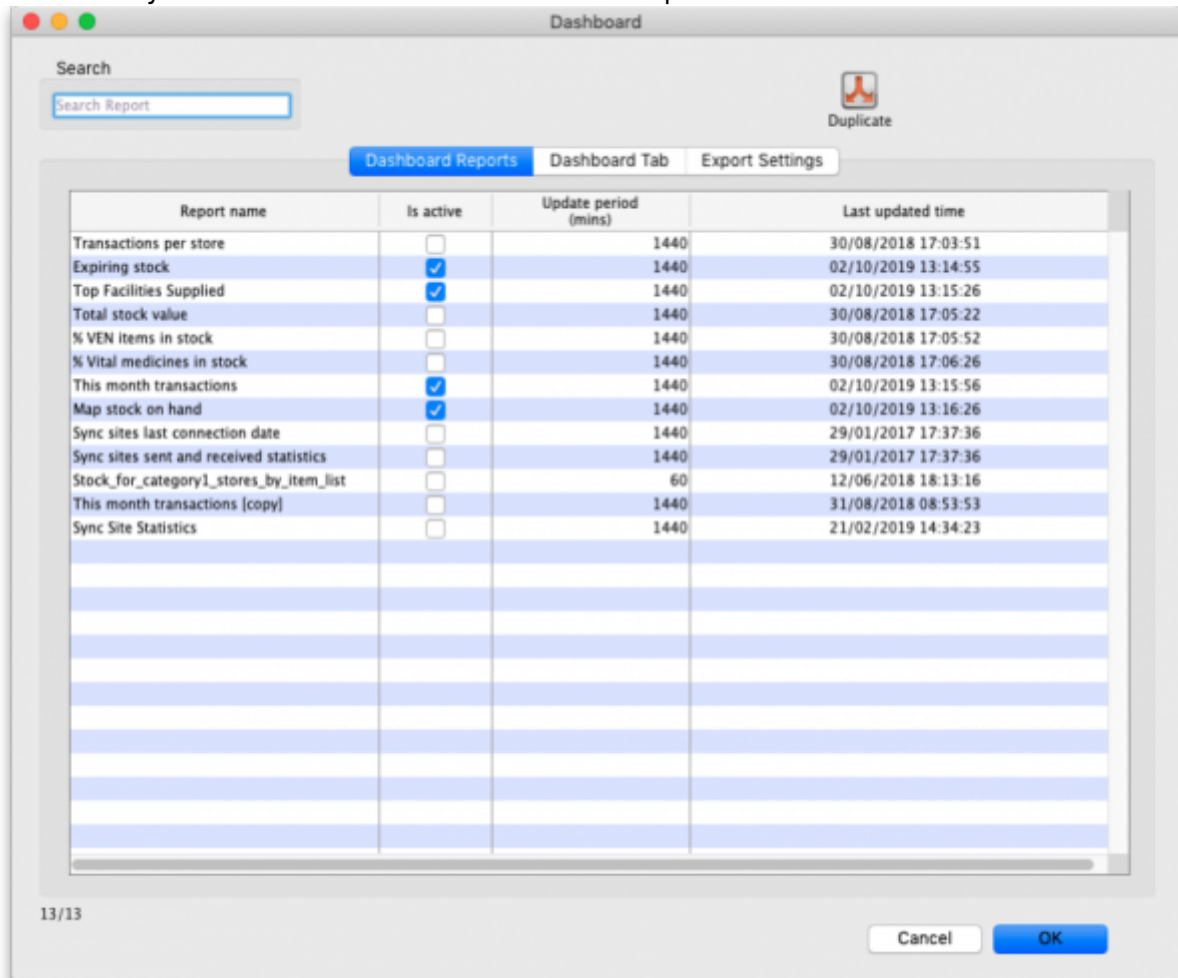 Dashboard
Search
Search Report
Duplicate
Dashboard Reports Dashboard Tab Export Settings
Report name Is active Update period (mins) Last updated time
Transactions per store 1440 30/08/2018 17:03:51
Expiring stock 1440 02/10/2019 13:14:55
Top Facilities Supplied 1440 02/10/2019 13:15:26
Total stock value 1440 30/08/2018 17:05:22
% VEN items in stock 1440 30/08/2018 17:05:52
% Vital medicines in stock 1440 30/08/2018 17:06:26
This month transactions 1440 02/10/2019 13:15:56
Map stock on hand 1440 02/10/2019 13:16:26
Sync sites last connection date 1440 29/01/2017 17:37:36
Sync sites sent and received statistics 1440 29/01/2017 17:37:36
Stock_for_category1_stores_by_item_list 60 12/06/2018 18:13:16
This month transactions [copy] 1440 31/08/2018 08:53:53
Sync Site Statistics 1440 21/02/2019 14:34:23
13/13
Cancel OK